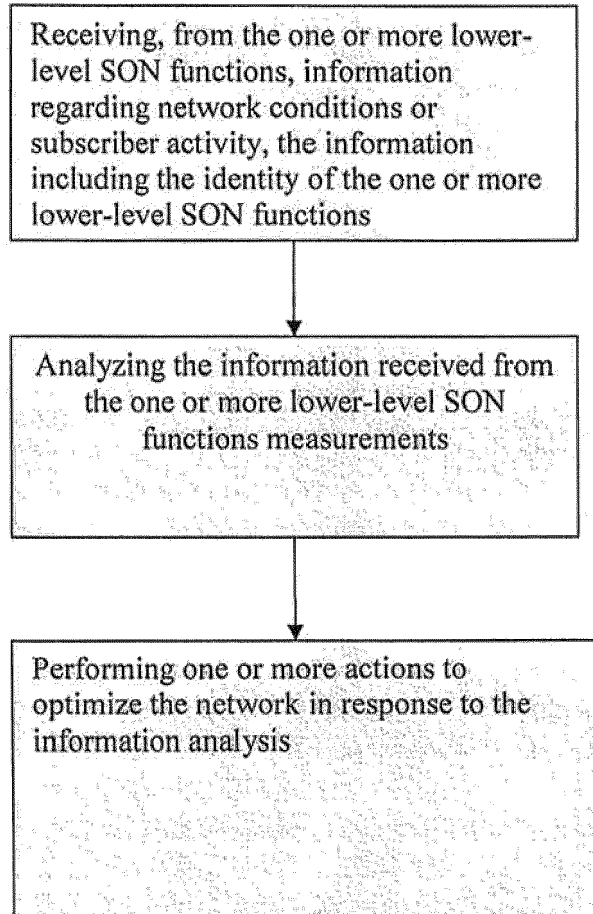 Receiving, from the one or more lower-
level SON functions, information
regarding network conditions or
subscriber activity, the information
including the identity of the one or more
lower-level SON functions
Analyzing the information received from
the one or more lower-level SON
functions measurements
Performing one or more actions to
optimize the network in response to the
information analysis